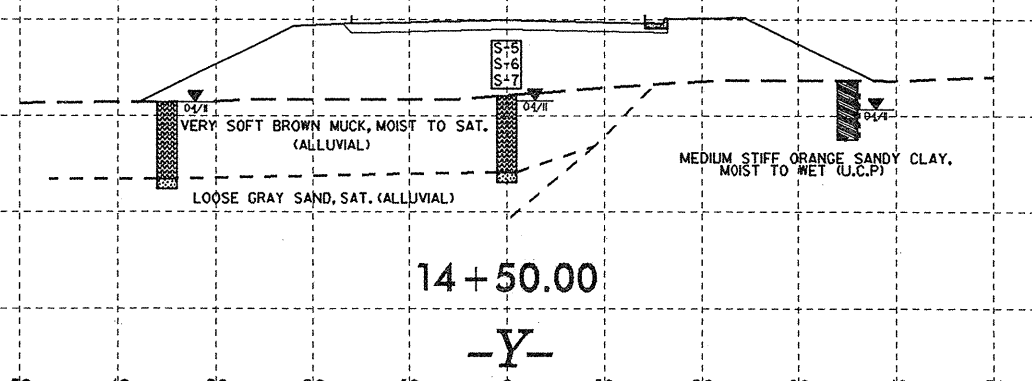 S-5
S-6
S-7
04/11
04/11
04/11
VERY SOFT BROWN MUCK, MOIST TO SAT.
(ALLUVIAL)
MEDIUM STIFF ORANGE SANDY CLAY,
MOIST TO WET (U.C.P)
LOOSE GRAY SAND, SAT. (ALLUVIAL)
14+50.00
-Y-